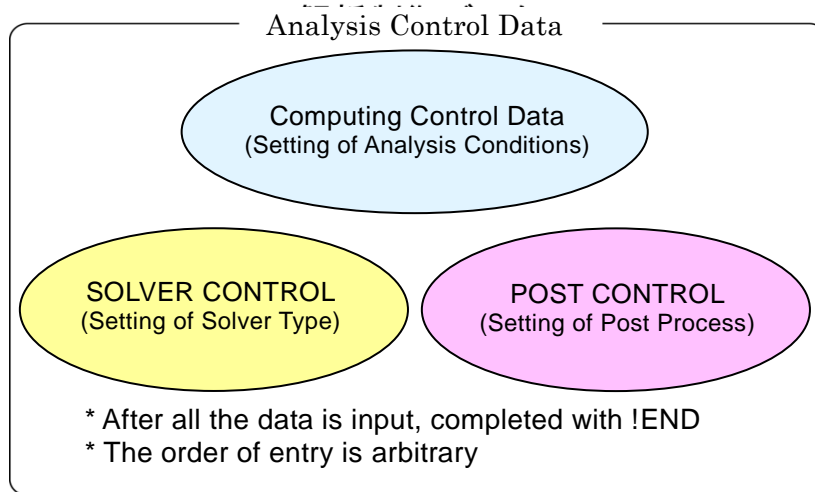 Analysis Control Data
Computing Control Data
(Setting of Analysis Conditions)
SOLVER CONTROL
(Setting of Solver Type)
POST CONTROL
(Setting of Post Process)
* After all the data is input, completed with !END
* The order of entry is arbitrary